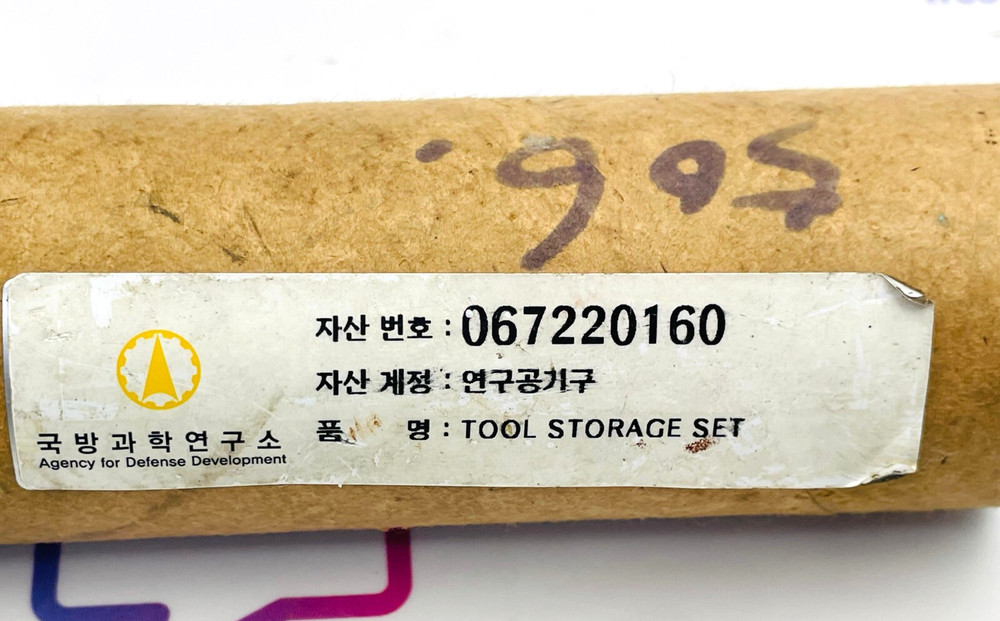 자산 번호 : 067220160
자산 계정 : 연구공기구
품 명 : TOOL STORAGE SET
국방과학연구소
Agency for Defense Development